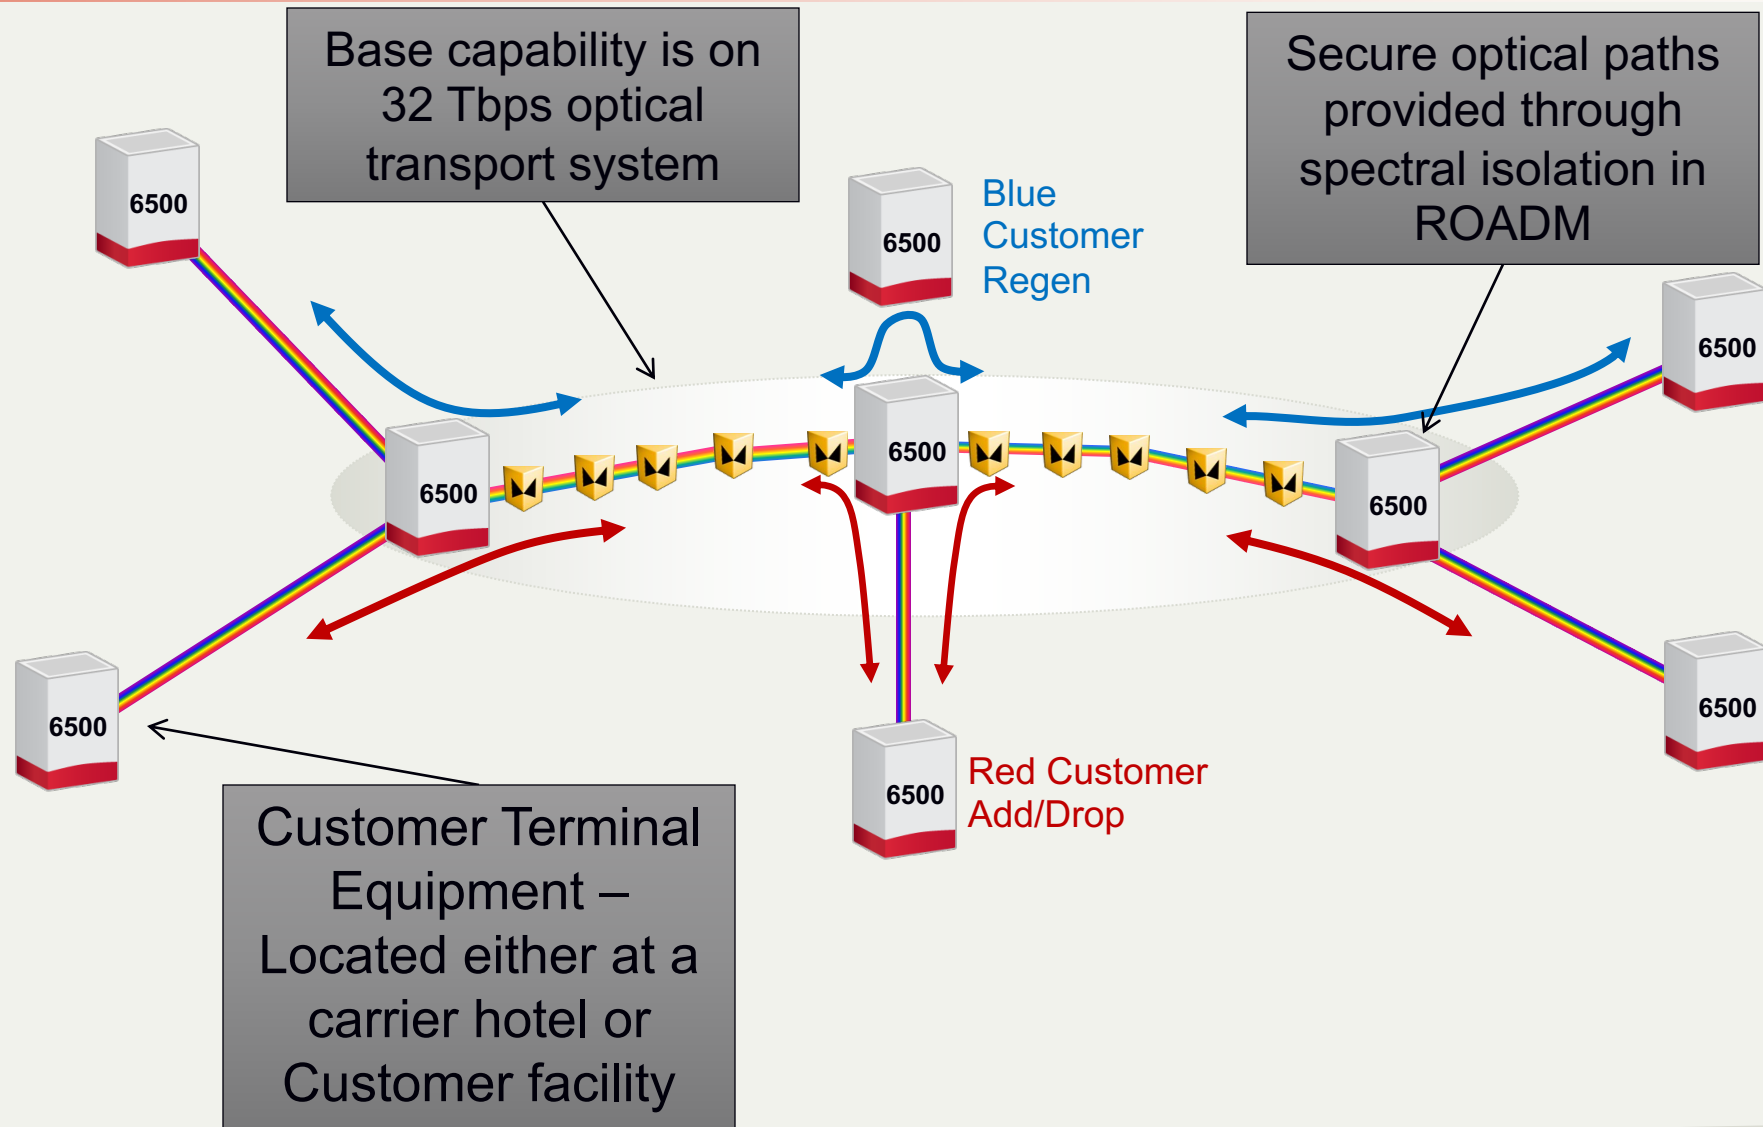 Base capability is on
32 Tbps optical
transport system
Secure optical paths
provided through
spectral isolation in
ROADM
6500
6500
Blue
Customer
Regen
6500
6500
6500
6500
6500
6500
6500
6500
Red Customer
Add/Drop
Customer Terminal
Equipment –
Located either at a
carrier hotel or
Customer facility